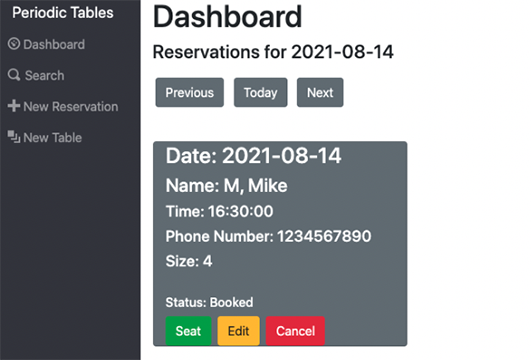 Periodic Tables
Dashboard
Search
New Reservation
New Table
Dashboard
Reservations for 2021-08-14
Previous Today Next
Date: 2021-08-14
Name: M, Mike
Time: 16:30:00
Phone Number: 1234567890
Size: 4
Status: Booked
Seat Edit Cancel